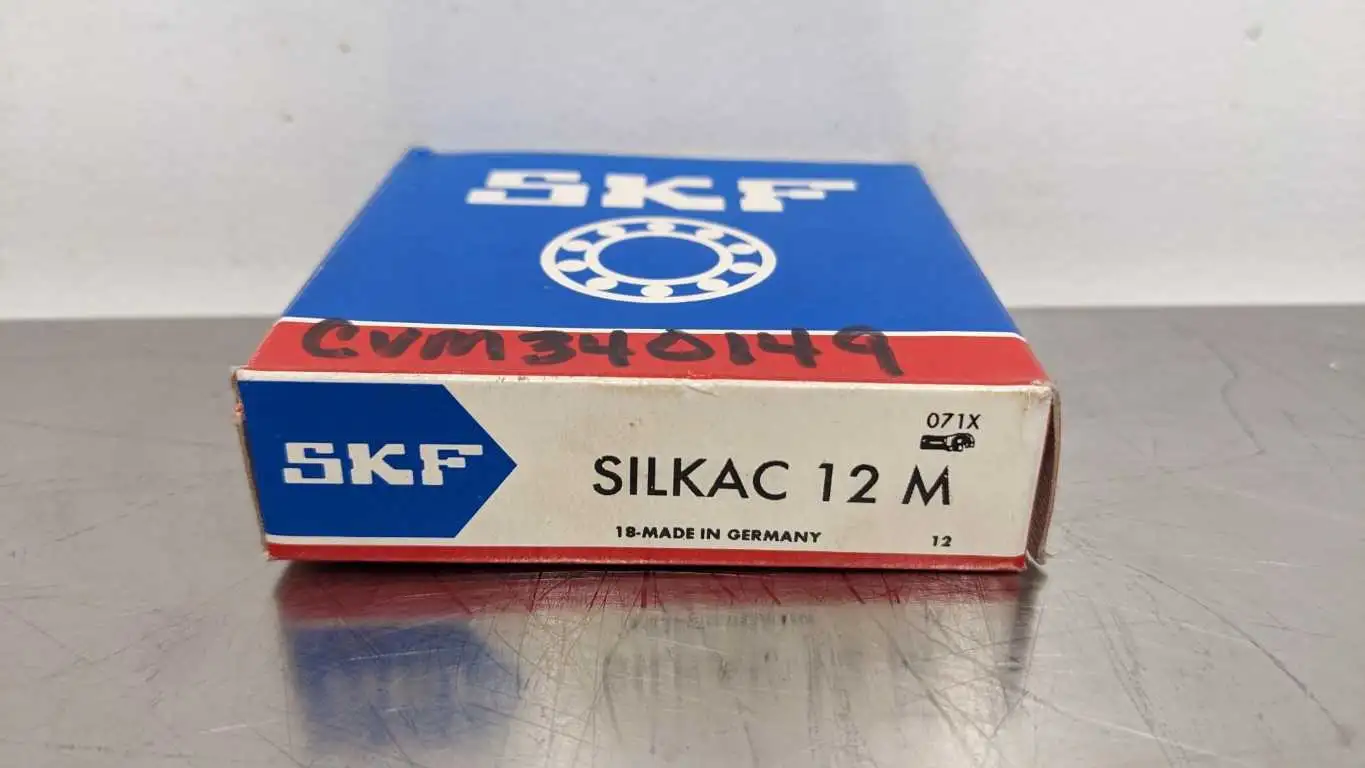 SKF
CVM340149
SKF
071X
SILKAC 12 M
18-MADE IN GERMANY
12